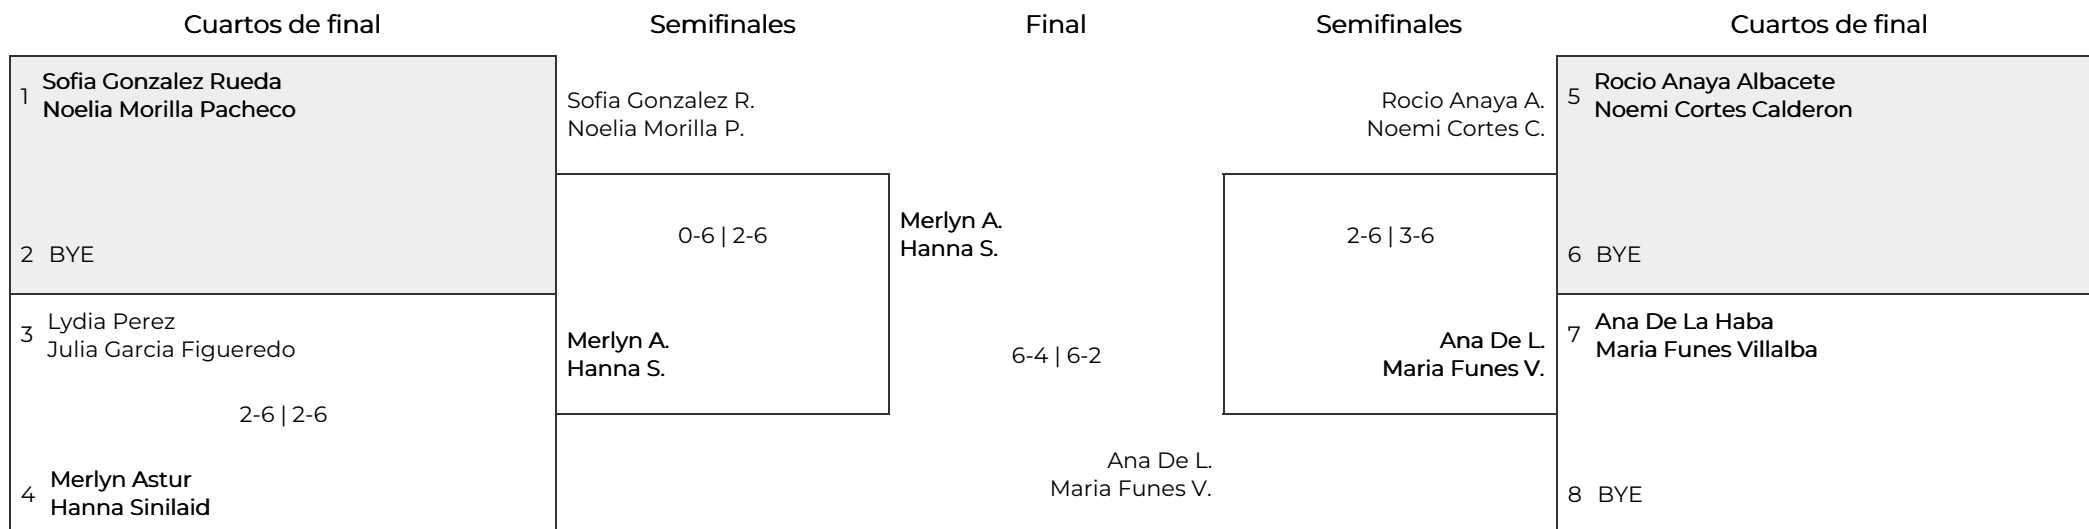 Cuartos de final
Semifinales
Final
Semifinales
Cuartos de final
1
Sofia Gonzalez Rueda
Noelia Morilla Pacheco
2 BYE
3
Lydia Perez
Julia Garcia Figueredo
2-6 | 2-6
4
Merlyn Astur
Hanna Sinilaid
Sofia Gonzalez R.
Noelia Morilla P.
0-6 | 2-6
Merlyn A.
Hanna S.
Merlyn A.
Hanna S.
6-4 | 6-2
Ana De L.
Maria Funes V.
Rocio Anaya A.
Noemi Cortes C.
2-6 | 3-6
Ana De L.
Maria Funes V.
5
Rocio Anaya Albacete
Noemi Cortes Calderon
6 BYE
7
Ana De La Haba
Maria Funes Villalba
8 BYE